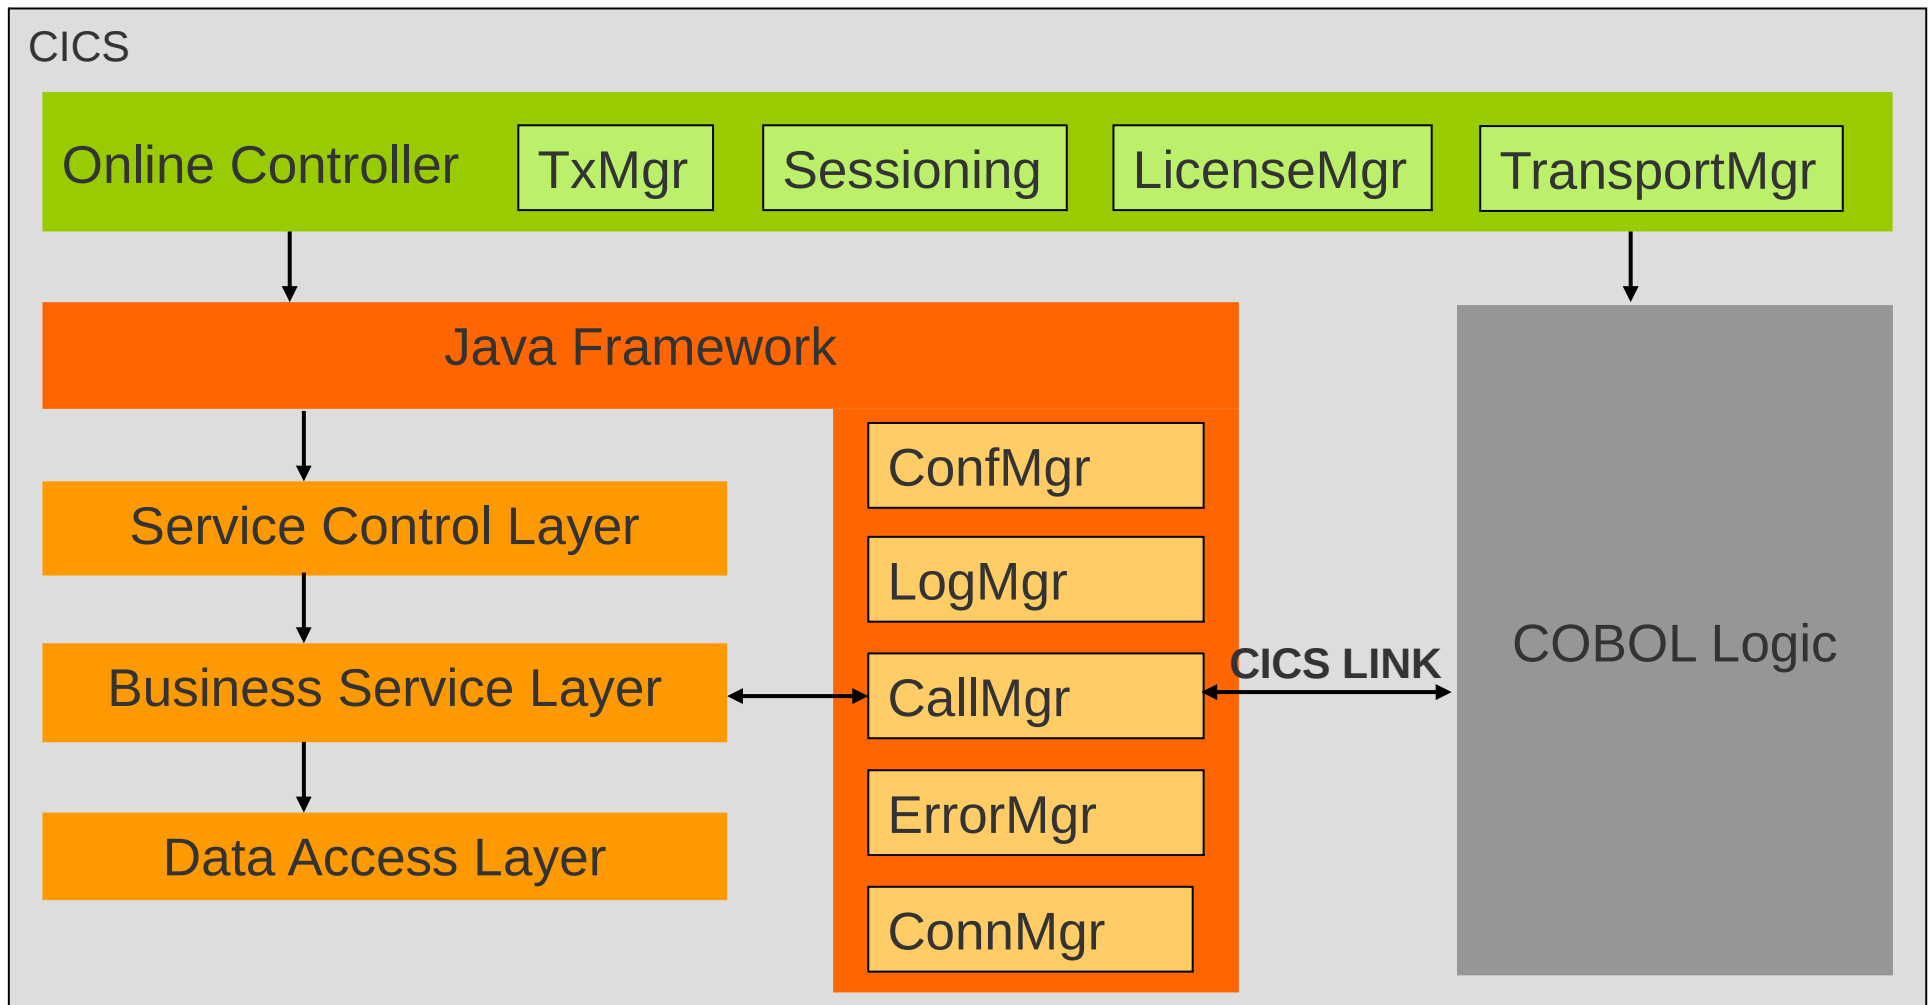 CICS
Online Controller
TxMgr
Sessioning
LicenseMgr
TransportMgr
Java Framework
ConfMgr
Service Control Layer
LogMgr
CICS LINK
COBOL Logic
Business Service Layer
CallMgr
ErrorMgr
Data Access Layer
ConnMgr